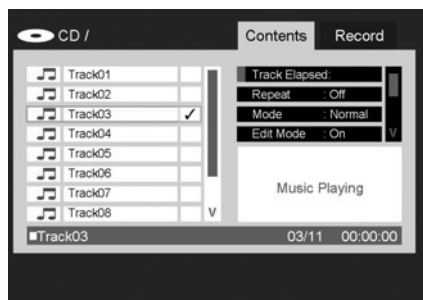 CD /
Contents Record
Track01
Track02
Track03 ✓
Track04
Track05
Track06
Track07
Track08
V
Track Elapsed:
Repeat : Off
Mode : Normal
Edit Mode : On
V
Music Playing
■Track03 03/11 00:00:00